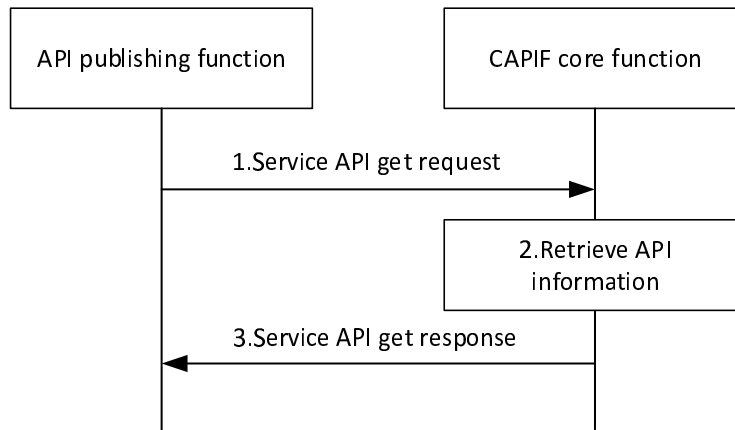 API publishing function
CAPIF core function
1.Service API get request
2.Retrieve API
information
3.Service API get response